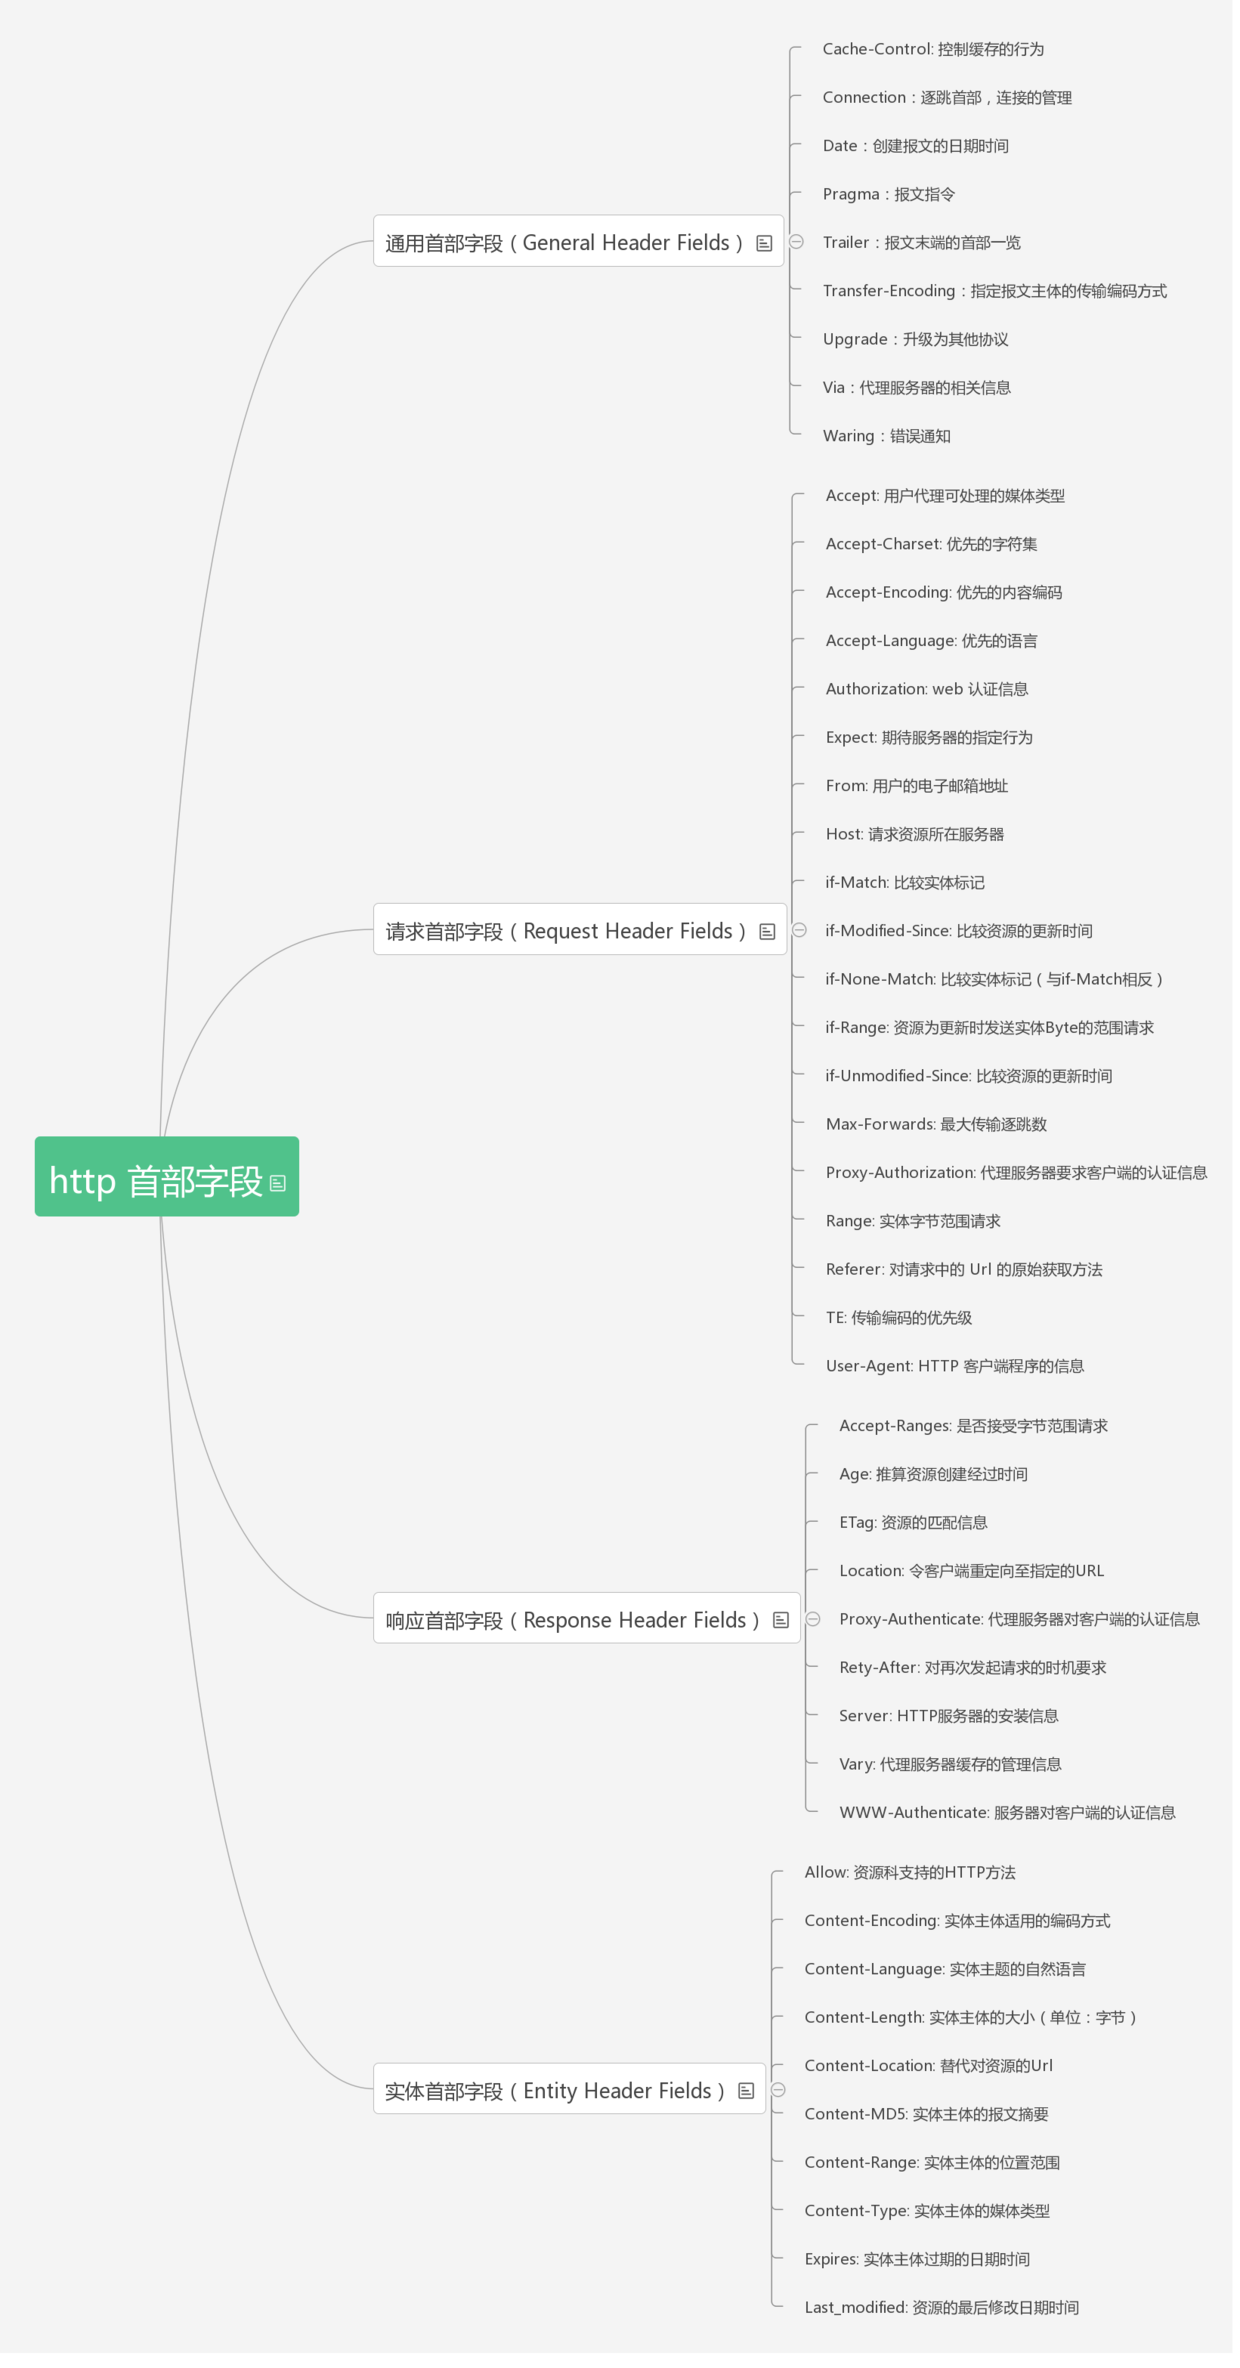 Cache-Control: 控制缓存的行为
Connection：逐跳首部，连接的管理
Date：创建报文的日期时间
Pragma：报文指令
通用首部字段（General Header Fields）
Trailer：报文末端的首部一览
Transfer-Encoding：指定报文主体的传输编码方式
Upgrade：升级为其他协议
Via：代理服务器的相关信息
Waring：错误通知
Accept: 用户代理可处理的媒体类型
Accept-Charset: 优先的字符集
Accept-Encoding: 优先的内容编码
Accept-Language: 优先的语言
Authorization: web 认证信息
Expect: 期待服务器的指定行为
From: 用户的电子邮箱地址
Host: 请求资源所在服务器
if-Match: 比较实体标记
请求首部字段（Request Header Fields）
if-Modified-Since: 比较资源的更新时间
if-None-Match: 比较实体标记（与if-Match相反）
if-Range: 资源为更新时发送实体Byte的范围请求
if-Unmodified-Since: 比较资源的更新时间
Max-Forwards: 最大传输逐跳数
Proxy-Authorization: 代理服务器要求客户端的认证信息
http 首部字段
Range: 实体字节范围请求
Referer: 对请求中的 Url 的原始获取方法
TE: 传输编码的优先级
User-Agent: HTTP 客户端程序的信息
Accept-Ranges: 是否接受字节范围请求
Age: 推算资源创建经过时间
ETag: 资源的匹配信息
Location: 令客户端重定向至指定的URL
响应首部字段（Response Header Fields）
Proxy-Authenticate: 代理服务器对客户端的认证信息
Rety-After: 对再次发起请求的时机要求
Server: HTTP服务器的安装信息
Vary: 代理服务器缓存的管理信息
WWW-Authenticate: 服务器对客户端的认证信息
Allow: 资源科支持的HTTP方法
Content-Encoding: 实体主体适用的编码方式
Content-Language: 实体主题的自然语言
Content-Length: 实体主体的大小（单位：字节）
Content-Location: 替代对资源的Url
实体首部字段（Entity Header Fields）
Content-MD5: 实体主体的报文摘要
Content-Range: 实体主体的位置范围
Content-Type: 实体主体的媒体类型
Expires: 实体主体过期的日期时间
Last_modified: 资源的最后修改日期时间